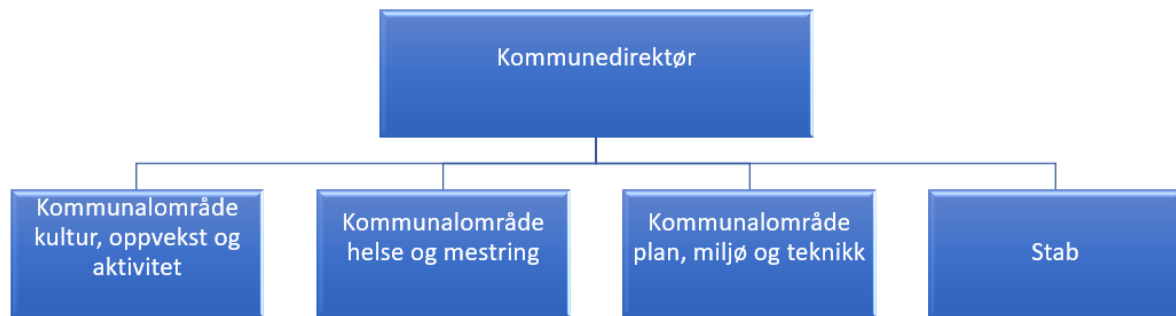 Kommunedirektør
Kommunalområde
kultur, oppvekst og
aktivitet
Kommunalområde
helse og mestring
Kommunalområde
plan, miljø og teknikk
Stab